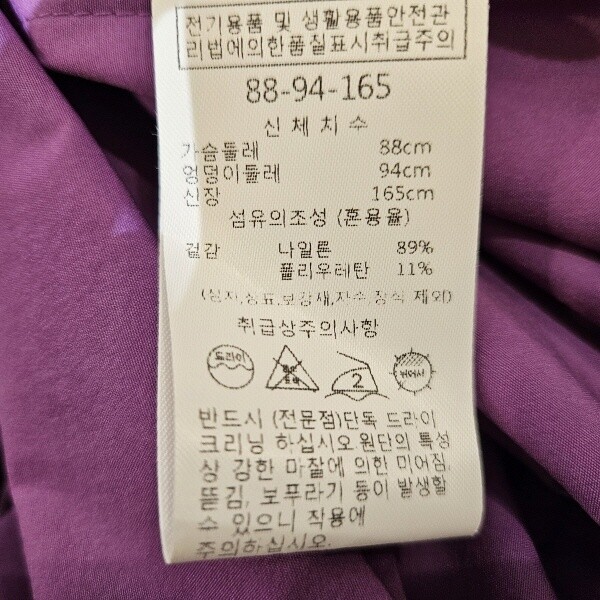 전기용품 및 생활용품안전관
리법에의한품질표시취급주의
88-94-165
신체치수
가슴둘레 88cm
엉덩이둘레 94cm
신장 165cm
섬유의조성 (혼용율)
겉감 나일론 89%
폴리우레탄 11%
(심지,상표,보강재,자수,장식 제외)
취급상주의사항
드라이
2
반드시 (전문점)단독 드라이
크리닝 하십시오.원단의 특성
상 강한 마찰에 의한 미어짐,
뜯김, 보푸라기 등이 발생할
수 있으니 착용에
주의하십시오.